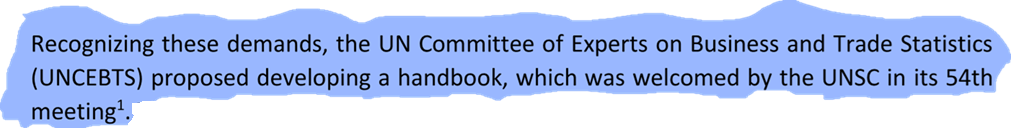 Recognizing these demands, the UN Committee of Experts on Business and Trade Statistics
(UNCEBTS) proposed developing a handbook, which was welcomed by the UNSC in its 54th
meeting¹.